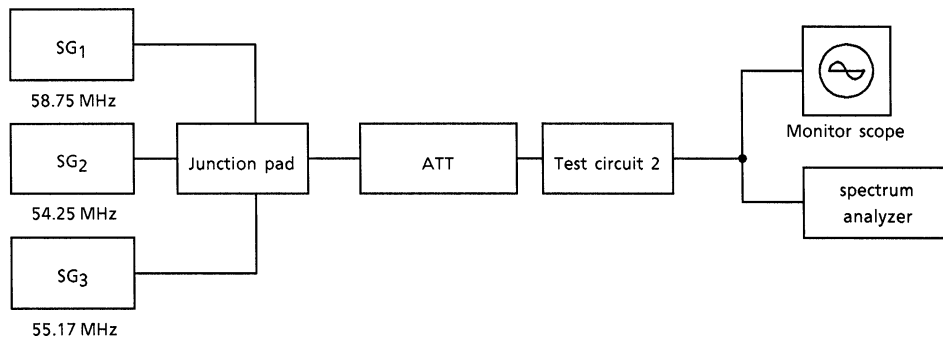 SG1
58.75 MHz
SG2
54.25 MHz
SG3
55.17 MHz
Junction pad
ATT
Test circuit 2
Monitor scope
spectrum
analyzer